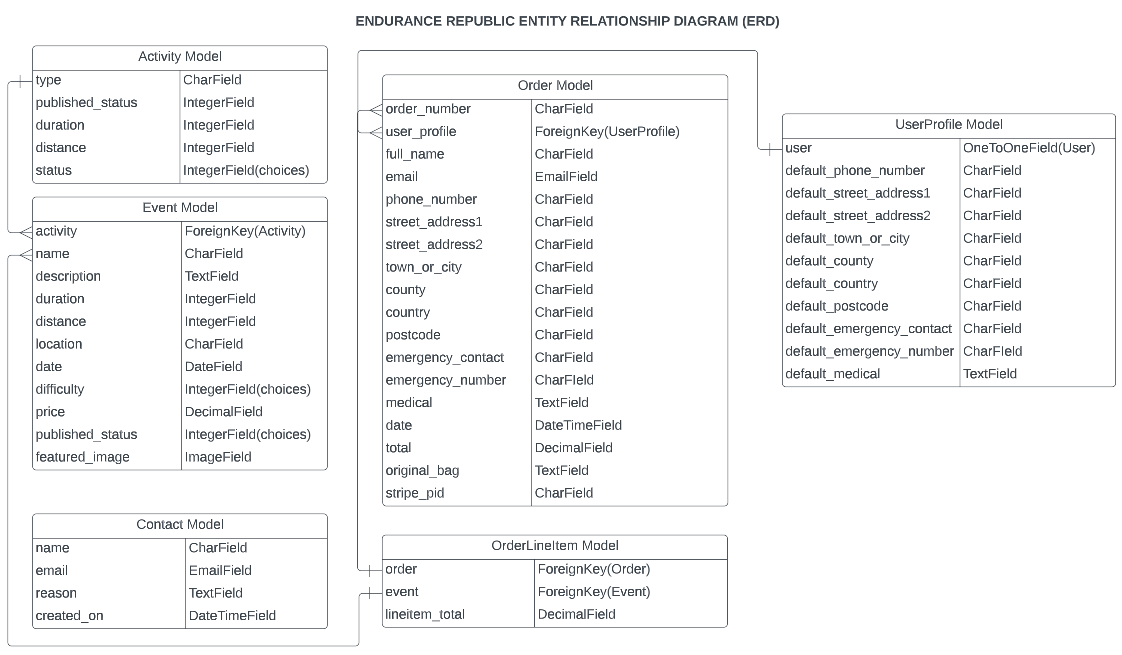 ENDURANCE REPUBLIC ENTITY RELATIONSHIP DIAGRAM (ERD)
Activity Model
type CharField
published_status IntegerField
duration IntegerField
distance IntegerField
status IntegerField(choices)
Event Model
activity ForeignKey(Activity)
name CharField
description TextField
duration IntegerField
distance IntegerField
location CharField
date DateField
difficulty IntegerField(choices)
price DecimalField
published_status IntegerField(choices)
featured_image ImageField
Contact Model
name CharField
email EmailField
reason TextField
created_on DateTimeField
Order Model
order_number CharField
user_profile ForeignKey(UserProfile)
full_name CharField
email EmailField
phone_number CharField
street_address1 CharField
street_address2 CharField
town_or_city CharField
county CharField
country CharField
postcode CharField
emergency_contact CharField
emergency_number CharField
medical TextField
date DateTimeField
total DecimalField
original_bag TextField
stripe_pid CharField
OrderLineItem Model
order ForeignKey(Order)
event ForeignKey(Event)
lineitem_total DecimalField
UserProfile Model
user OneToOneField(User)
default_phone_number CharField
default_street_address1 CharField
default_street_address2 CharField
default_town_or_city CharField
default_county CharField
default_country CharField
default_postcode CharField
default_emergency_contact CharField
default_emergency_number CharField
default_medical TextField